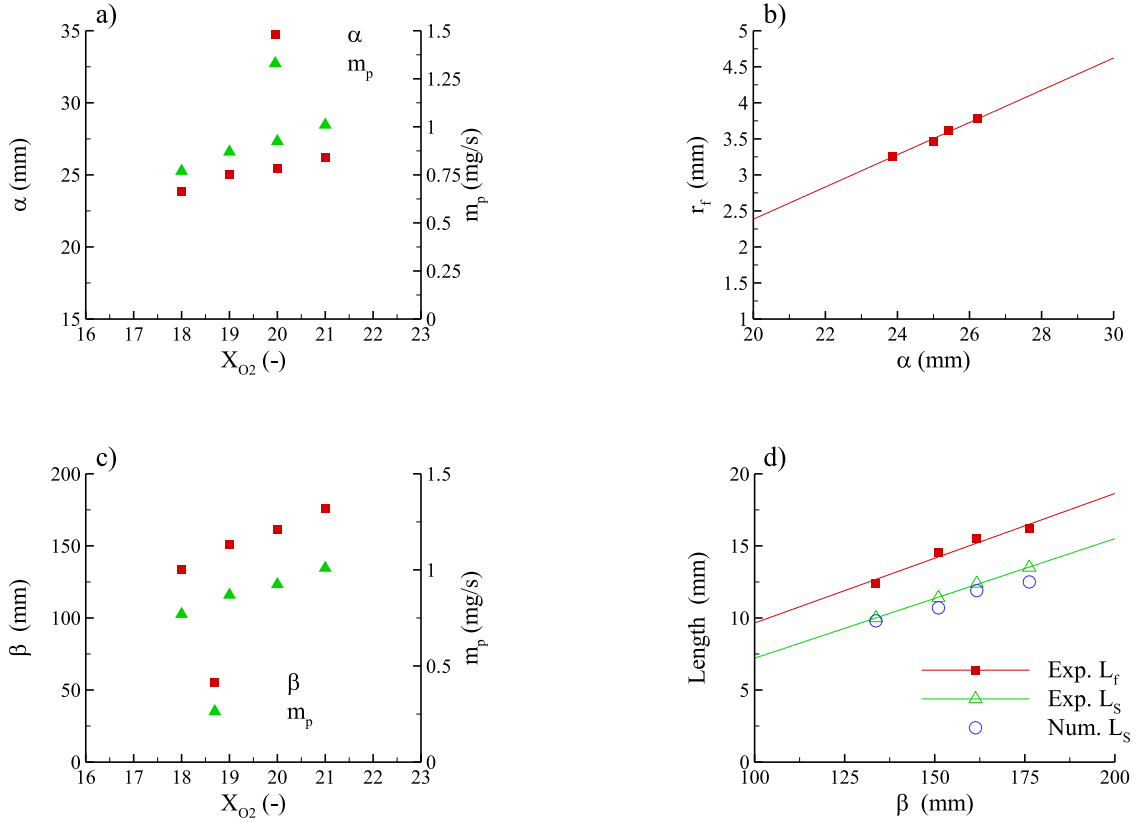 a)
35
30
25
20
15
α (mm)
1.5
1.25
1
0.75
0.5
0.25
0
m_p (mg/s)
α
m_p
16 17 18 19 20 21 22 23
X_O2 (-)
b)
5
4.5
4
3.5
3
2.5
2
1.5
1
r_f (mm)
20 22 24 26 28 30
α (mm)
c)
200
150
100
50
0
β (mm)
1.5
1
0.5
0
m_p (mg/s)
β
m_p
16 17 18 19 20 21 22 23
X_O2 (-)
d)
20
15
10
5
0
Length (mm)
Exp. L_f
Exp. L_S
Num. L_S
100 125 150 175 200
β (mm)